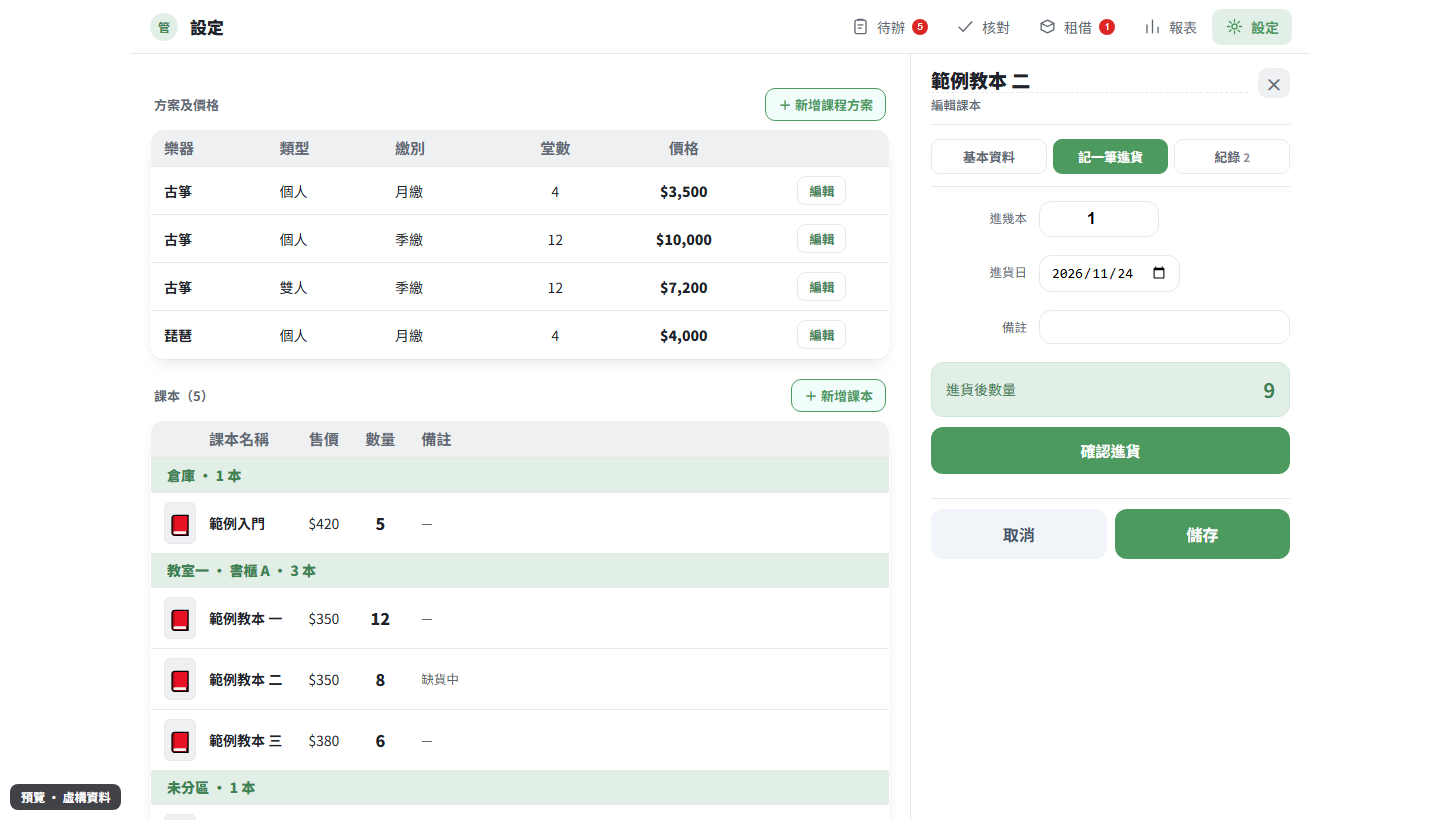 管 設定
待辦 5 核對 租借 1 報表 設定
方案及價格 + 新增課程方案
樂器 類型 繳別 堂數 價格
古箏 個人 月繳 4 $3,500 編輯
古箏 個人 季繳 12 $10,000 編輯
古箏 雙人 季繳 12 $7,200 編輯
琵琶 個人 月繳 4 $4,000 編輯
課本（5） + 新增課本
課本名稱 售價 數量 備註
倉庫 · 1 本
範例入門 $420 5 —
教室一 · 書櫃 A · 3 本
範例教本 一 $350 12 —
範例教本 二 $350 8 缺貨中
範例教本 三 $380 6 —
未分區 · 1 本
範例教本 二
編輯課本
基本資料 記一筆進貨 紀錄 2
進幾本 1
進貨日 2026/11/24
備註
進貨後數量 9
確認進貨
取消 儲存
預覽 · 虛構資料